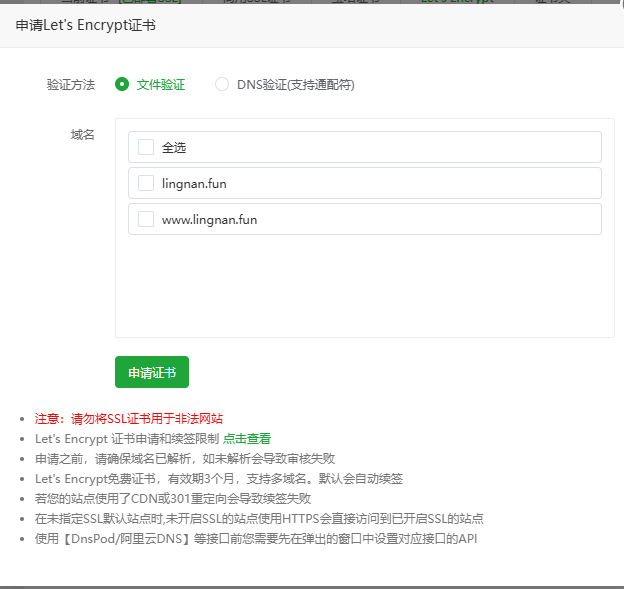 申请Let's Encrypt证书
验证方法 文件验证 DNS验证(支持通配符)
域名
全选
lingnan.fun
www.lingnan.fun
申请证书
注意：请勿将SSL证书用于非法网站
Let's Encrypt 证书申请和续签限制 点击查看
申请之前，请确保域名已解析，如未解析会导致审核失败
Let's Encrypt免费证书，有效期3个月，支持多域名。默认会自动续签
若您的站点使用了CDN或301重定向会导致续签失败
在未指定SSL默认站点时,未开启SSL的站点使用HTTPS会直接访问到已开启SSL的站点
使用【DnsPod/阿里云DNS】等接口前您需要先在弹出的窗口中设置对应接口的API